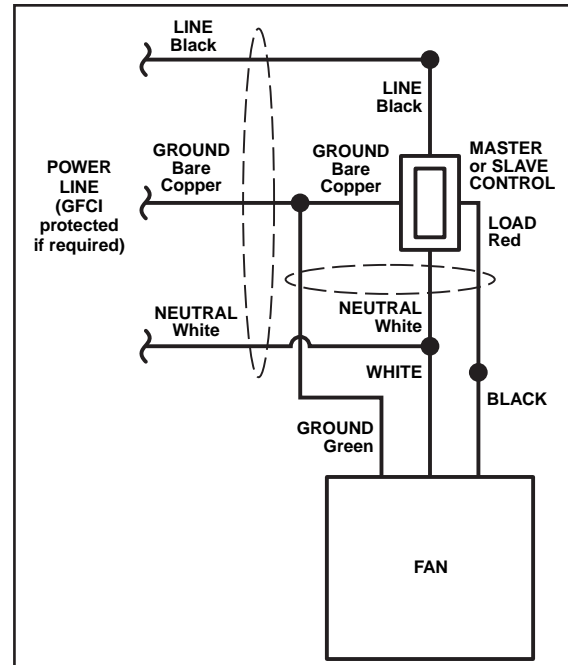 LINE
Black
LINE
Black
POWER
LINE
(GFCI
protected
if required)
GROUND
Bare
Copper
GROUND
Bare
Copper
MASTER
or SLAVE
CONTROL
LOAD
Red
NEUTRAL
White
NEUTRAL
White
WHITE
BLACK
GROUND
Green
FAN